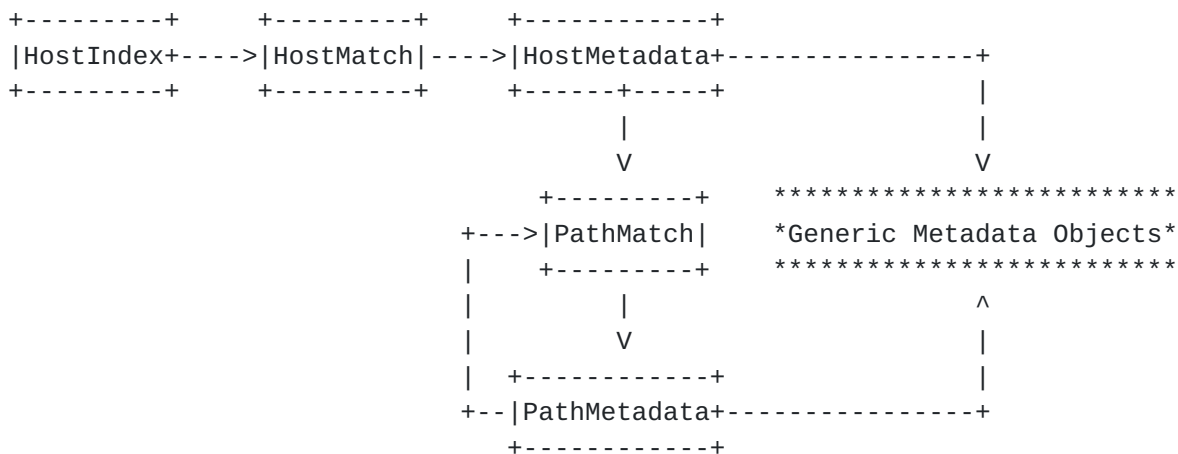 +---------+     +---------+     +------------+
|HostIndex+---->|HostMatch|---->|HostMetadata+----------------+
+---------+     +---------+     +------+-----+                |
                                       |                      |
                                       V                      V
                                  +---------+    **************************
                             +--->|PathMatch|    *Generic Metadata Objects*
                             |    +---------+    **************************
                             |         |                      ^
                             |         V                      |
                             |  +------------+                |
                             +--|PathMetadata+----------------+
                                +------------+